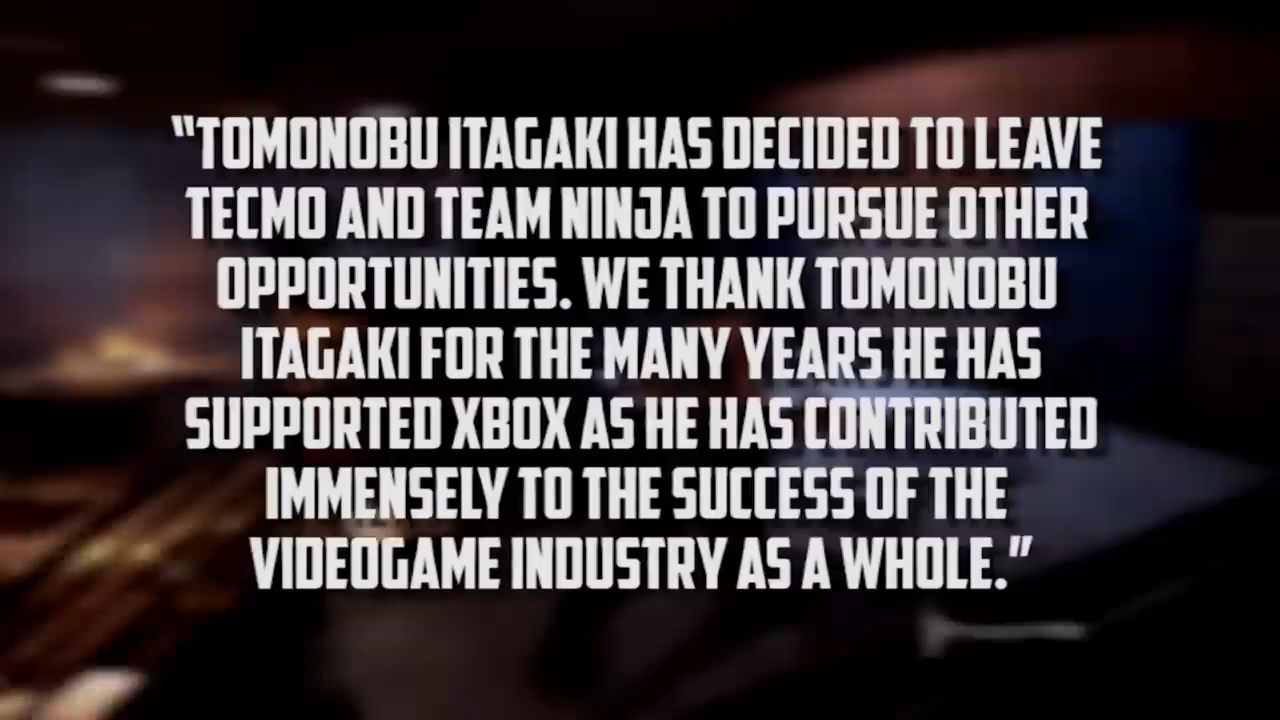 "TOMONOBU ITAGAKI HAS DECIDED TO LEAVE
TECMO AND TEAM NINJA TO PURSUE OTHER
OPPORTUNITIES. WE THANK TOMONOBU
ITAGAKI FOR THE MANY YEARS HE HAS
SUPPORTED XBOX AS HE HAS CONTRIBUTED
IMMENSELY TO THE SUCCESS OF THE
VIDEOGAME INDUSTRY AS A WHOLE."